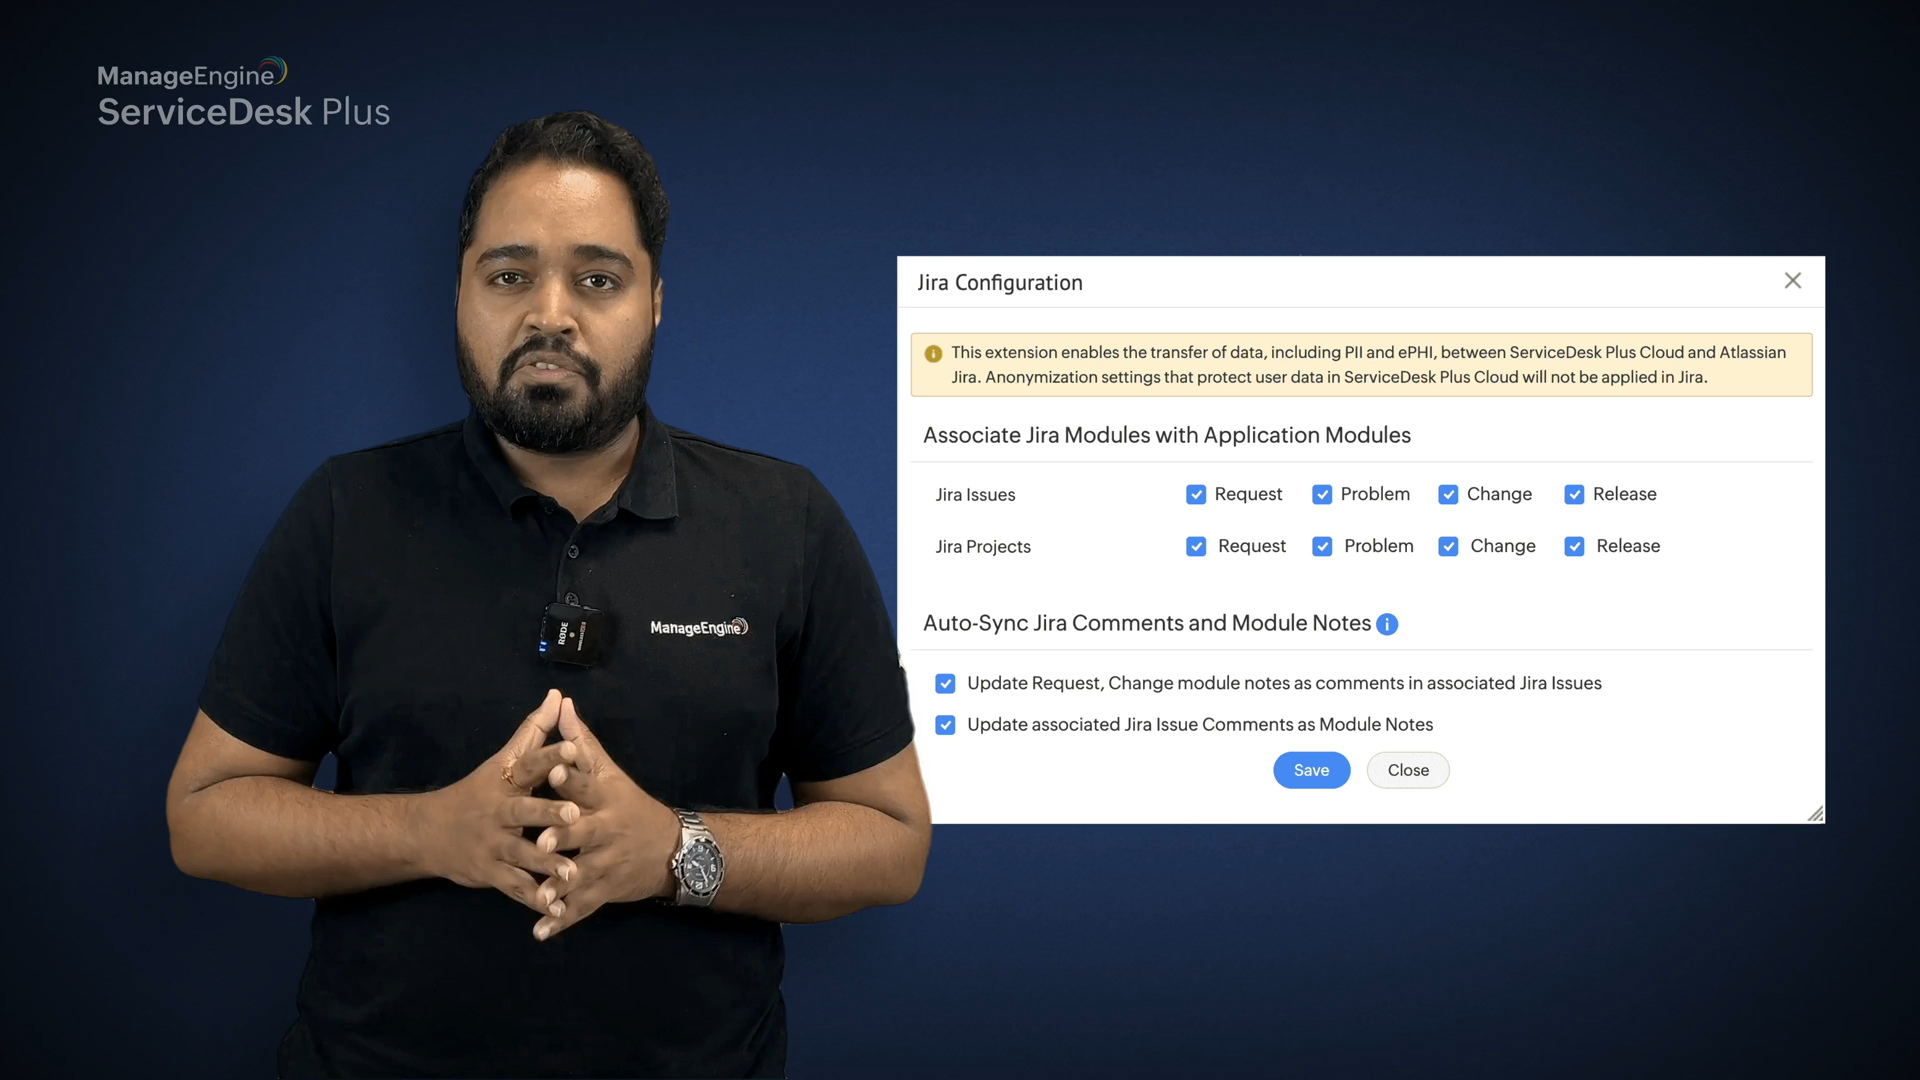 ManageEngine
ServiceDesk Plus
Jira Configuration
This extension enables the transfer of data, including PII and ePHI, between ServiceDesk Plus Cloud and Atlassian
Jira. Anonymization settings that protect user data in ServiceDesk Plus Cloud will not be applied in Jira.
Associate Jira Modules with Application Modules
Jira Issues Request Problem Change Release
Jira Projects Request Problem Change Release
Auto-Sync Jira Comments and Module Notes
Update Request, Change module notes as comments in associated Jira Issues
Update associated Jira Issue Comments as Module Notes
Save Close
RØDE
ManageEngine